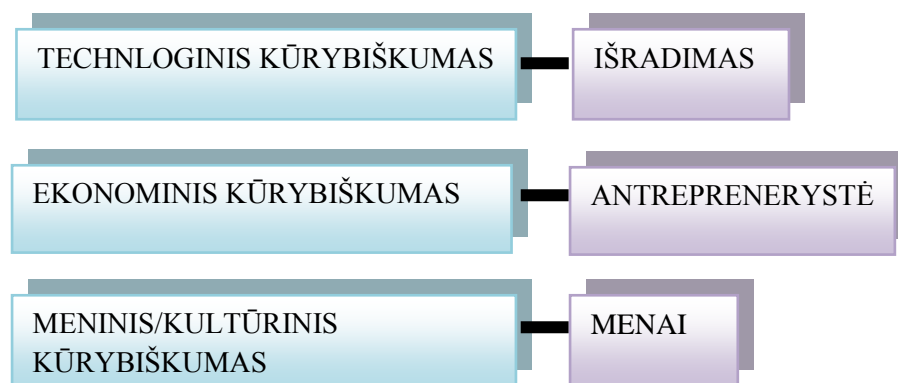 TECHNLOGINIS KŪRYBIŠKUMAS
IŠRADIMAS
EKONOMINIS KŪRYBIŠKUMAS
ANTREPRENERYSTĖ
MENINIS/KULTŪRINIS
KŪRYBIŠKUMAS
MENAI